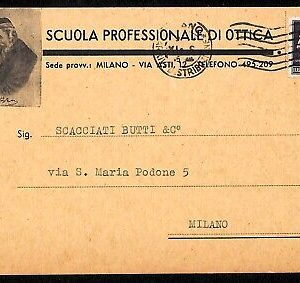 SCUOLA PROFESSIONALE DI OTTICA
Sede provv.: MILANO - VIA TELEFONO 495.209
Sig. SCACCIATI BUTTI &C°
via S. Maria Podone 5
MILANO